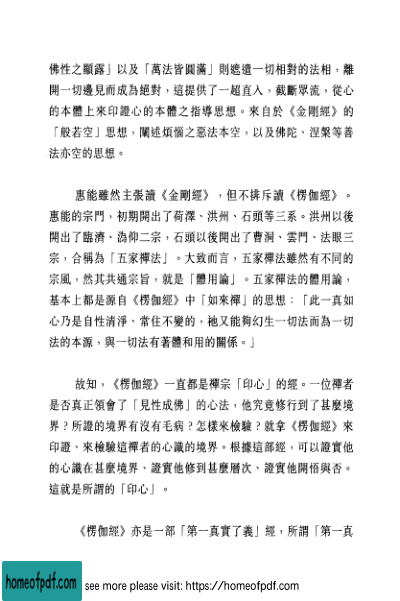 佛性之顯露」以及「萬法皆圓滿」則遮遣一切相對的法相，離
開一切邊見而成為絕對，這提供了一超直入，截斷眾流，從心
的本體上來印證心的本體之指導思想。來自於《金剛經》的
「般若空」思想，闡述煩惱之惡法本空，以及佛陀、涅槃等善
法亦空的思想。
惠能雖然主張讀《金剛經》，但不排斥讀《楞伽經》。
惠能的宗門，初期開出了荷澤、洪州、石頭等三系。洪州以後
開出了臨濟、溈仰二宗，石頭以後開出了曹洞、雲門、法眼三
宗，合稱為「五家禪法」。大致而言，五家禪法雖然有不同的
宗風，然其共通宗旨，就是「體用論」。五家禪法的體用論，
基本上都是源自《楞伽經》中「如來禪」的思想：「此一真如
心乃是自性清淨、常住不變的，祂又能夠幻生一切法而為一切
法的本源，與一切法有著體和用的關係。」
故知，《楞伽經》一直都是禪宗「印心」的經。一位禪者
是否真正領會了「見性成佛」的心法，他究竟修行到了甚麼境
界？所證的境界有沒有毛病？怎樣來檢驗？就拿《楞伽經》來
印證、來檢驗這禪者的心識的境界。根據這部經，可以證實他
的心識在甚麼境界、證實他修到甚麼層次、證實他開悟與否。
這就是所謂的「印心」。
《楞伽經》亦是一部「第一真實了義」經，所謂「第一真
homeofpdf.com
see more please visit: https://homeofpdf.com